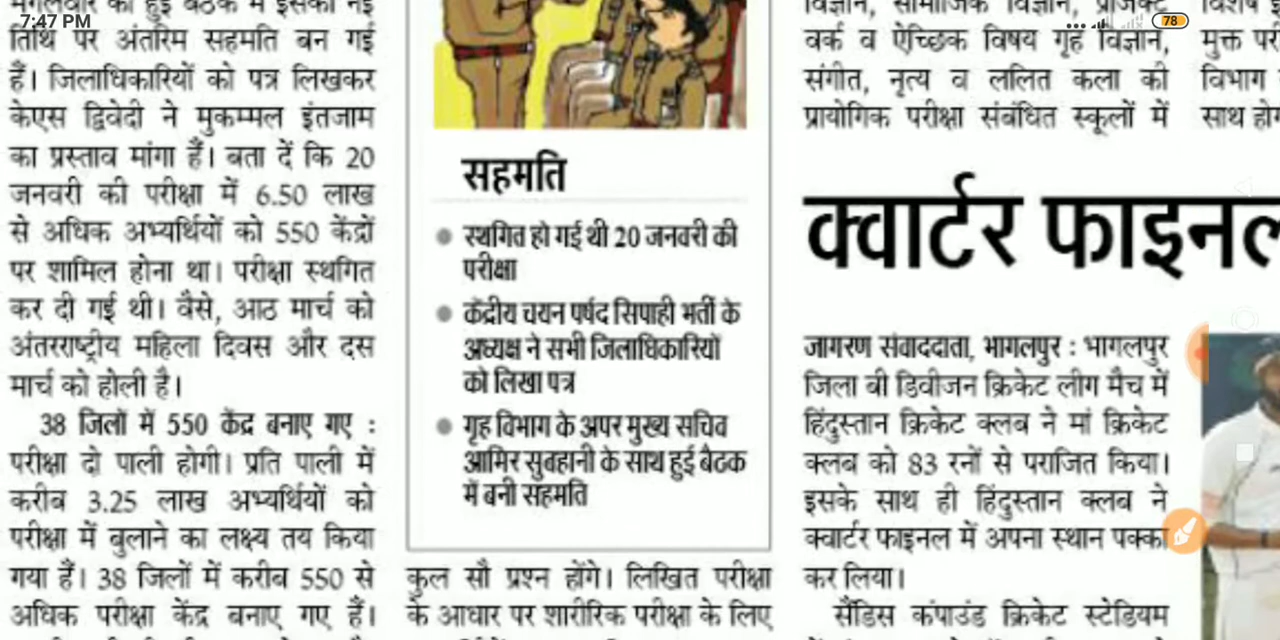 7:47 PM
78
मंगलवार को हुई बैठक में इसकी नई
तिथि पर अंतरिम सहमति बन गई
है। जिलाधिकारियों को पत्र लिखकर
केएस द्विवेदी ने मुकम्मल इंतजाम
का प्रस्ताव मांगा है। बता दें कि 20
जनवरी की परीक्षा में 6.50 लाख
से अधिक अभ्यर्थियों को 550 केंद्रों
पर शामिल होना था। परीक्षा स्थगित
कर दी गई थी। वैसे, आठ मार्च को
अंतरराष्ट्रीय महिला दिवस और दस
मार्च को होली है।
38 जिलों में 550 केंद्र बनाए गए :
परीक्षा दो पाली होगी। प्रति पाली में
करीब 3.25 लाख अभ्यर्थियों को
परीक्षा में बुलाने का लक्ष्य तय किया
गया है। 38 जिलों में करीब 550 से
अधिक परीक्षा केंद्र बनाए गए हैं।
सहमति
स्थगित हो गई थी 20 जनवरी की
परीक्षा
केंद्रीय चयन पर्षद सिपाही भर्ती के
अध्यक्ष ने सभी जिलाधिकारियों
को लिखा पत्र
गृह विभाग के अपर मुख्य सचिव
आमिर सुबहानी के साथ हुई बैठक
में बनी सहमति
कुल सौ प्रश्न होंगे। लिखित परीक्षा
के आधार पर शारीरिक परीक्षा के लिए
विज्ञान, सामाजिक विज्ञान, प्रोजेक्ट
वर्क व ऐच्छिक विषय गृह विज्ञान,
संगीत, नृत्य व ललित कला की
प्रायोगिक परीक्षा संबंधित स्कूलों में
विशेष
मुक्त
विभाग
साथ
क्वार्टर फाइनल
जागरण संवाददाता, भागलपुर : भागलपुर
जिला बी डिवीजन क्रिकेट लीग मैच में
हिंदुस्तान क्रिकेट क्लब ने मां क्रिकेट
क्लब को 83 रनों से पराजित किया।
इसके साथ ही हिंदुस्तान क्लब ने
क्वार्टर फाइनल में अपना स्थान पक्का
कर लिया।
सैंडिस कंपाउंड क्रिकेट स्टेडियम